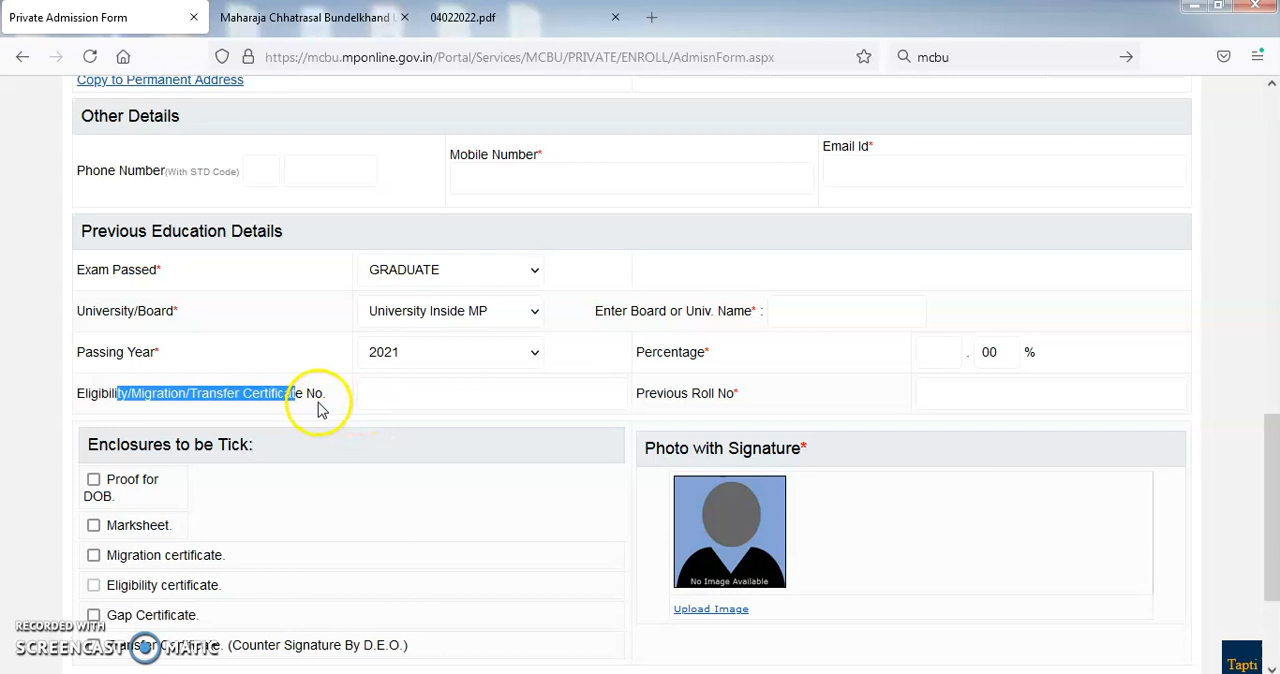 Private Admission Form
Maharaja Chhatrasal Bundelkhand U
04022022.pdf
https://mcbu.mponline.gov.in/Portal/Services/MCBU/PRIVATE/ENROLL/AdmisnForm.aspx
mcbu
Copy to Permanent Address
Other Details
Phone Number(With STD Code)
Mobile Number*
Email Id*
Previous Education Details
Exam Passed*
GRADUATE
University/Board*
University Inside MP
Enter Board or Univ. Name* :
Passing Year*
2021
Percentage*
. 00 %
Eligibility/Migration/Transfer Certificate No.
Previous Roll No*
Enclosures to be Tick:
Photo with Signature*
Proof for
DOB.
Marksheet.
Migration certificate.
Eligibility certificate.
Gap Certificate.
Transfer Certificate. (Counter Signature By D.E.O.)
No Image Available
Upload Image
RECORDED WITH
SCREENCAST MATIC
Tapti